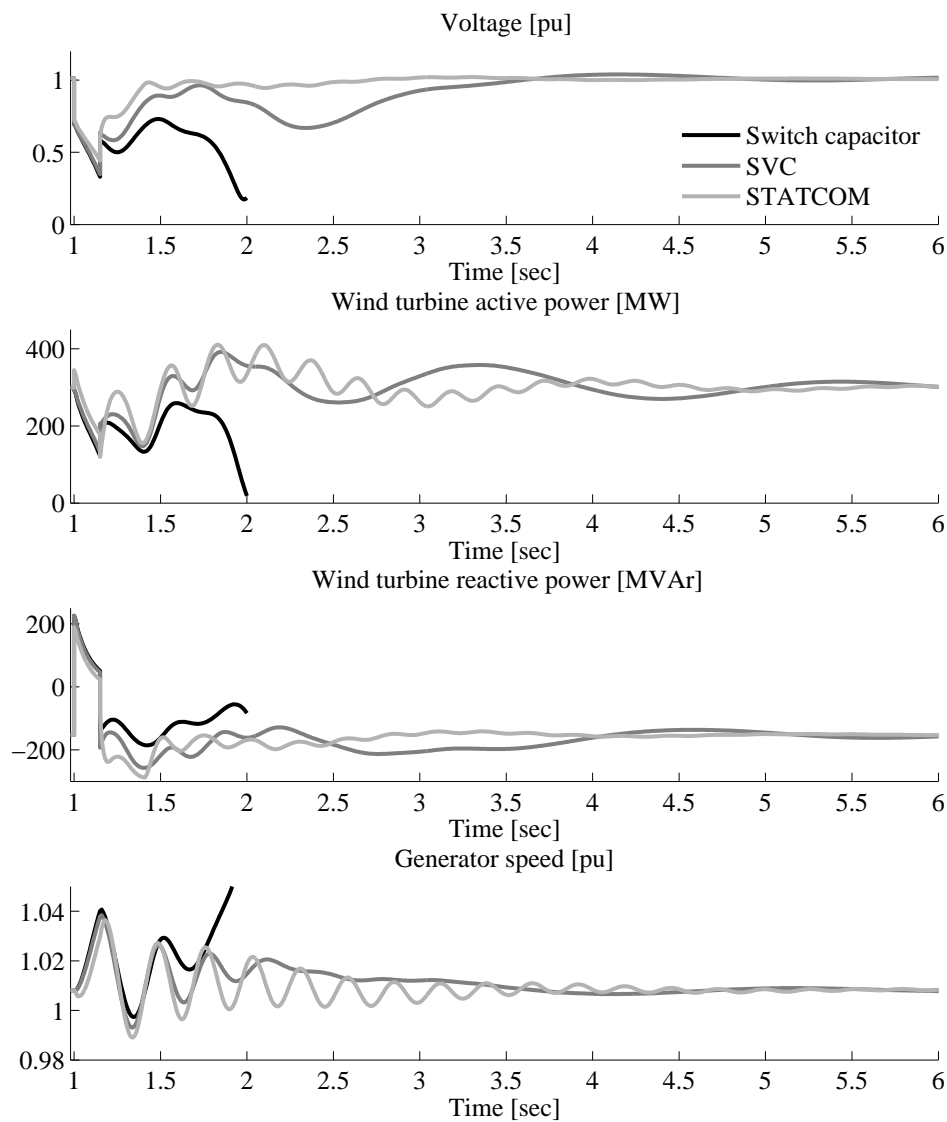 Voltage [pu]
1
0.5
0
Switch capacitor
SVC
STATCOM
1 1.5 2 2.5 3 3.5 4 4.5 5 5.5 6
Time [sec]
Wind turbine active power [MW]
400
200
0
1 1.5 2 2.5 3 3.5 4 4.5 5 5.5 6
Time [sec]
Wind turbine reactive power [MVAr]
200
0
−200
1 1.5 2 2.5 3 3.5 4 4.5 5 5.5 6
Time [sec]
Generator speed [pu]
1.04
1.02
1
0.98
1 1.5 2 2.5 3 3.5 4 4.5 5 5.5 6
Time [sec]